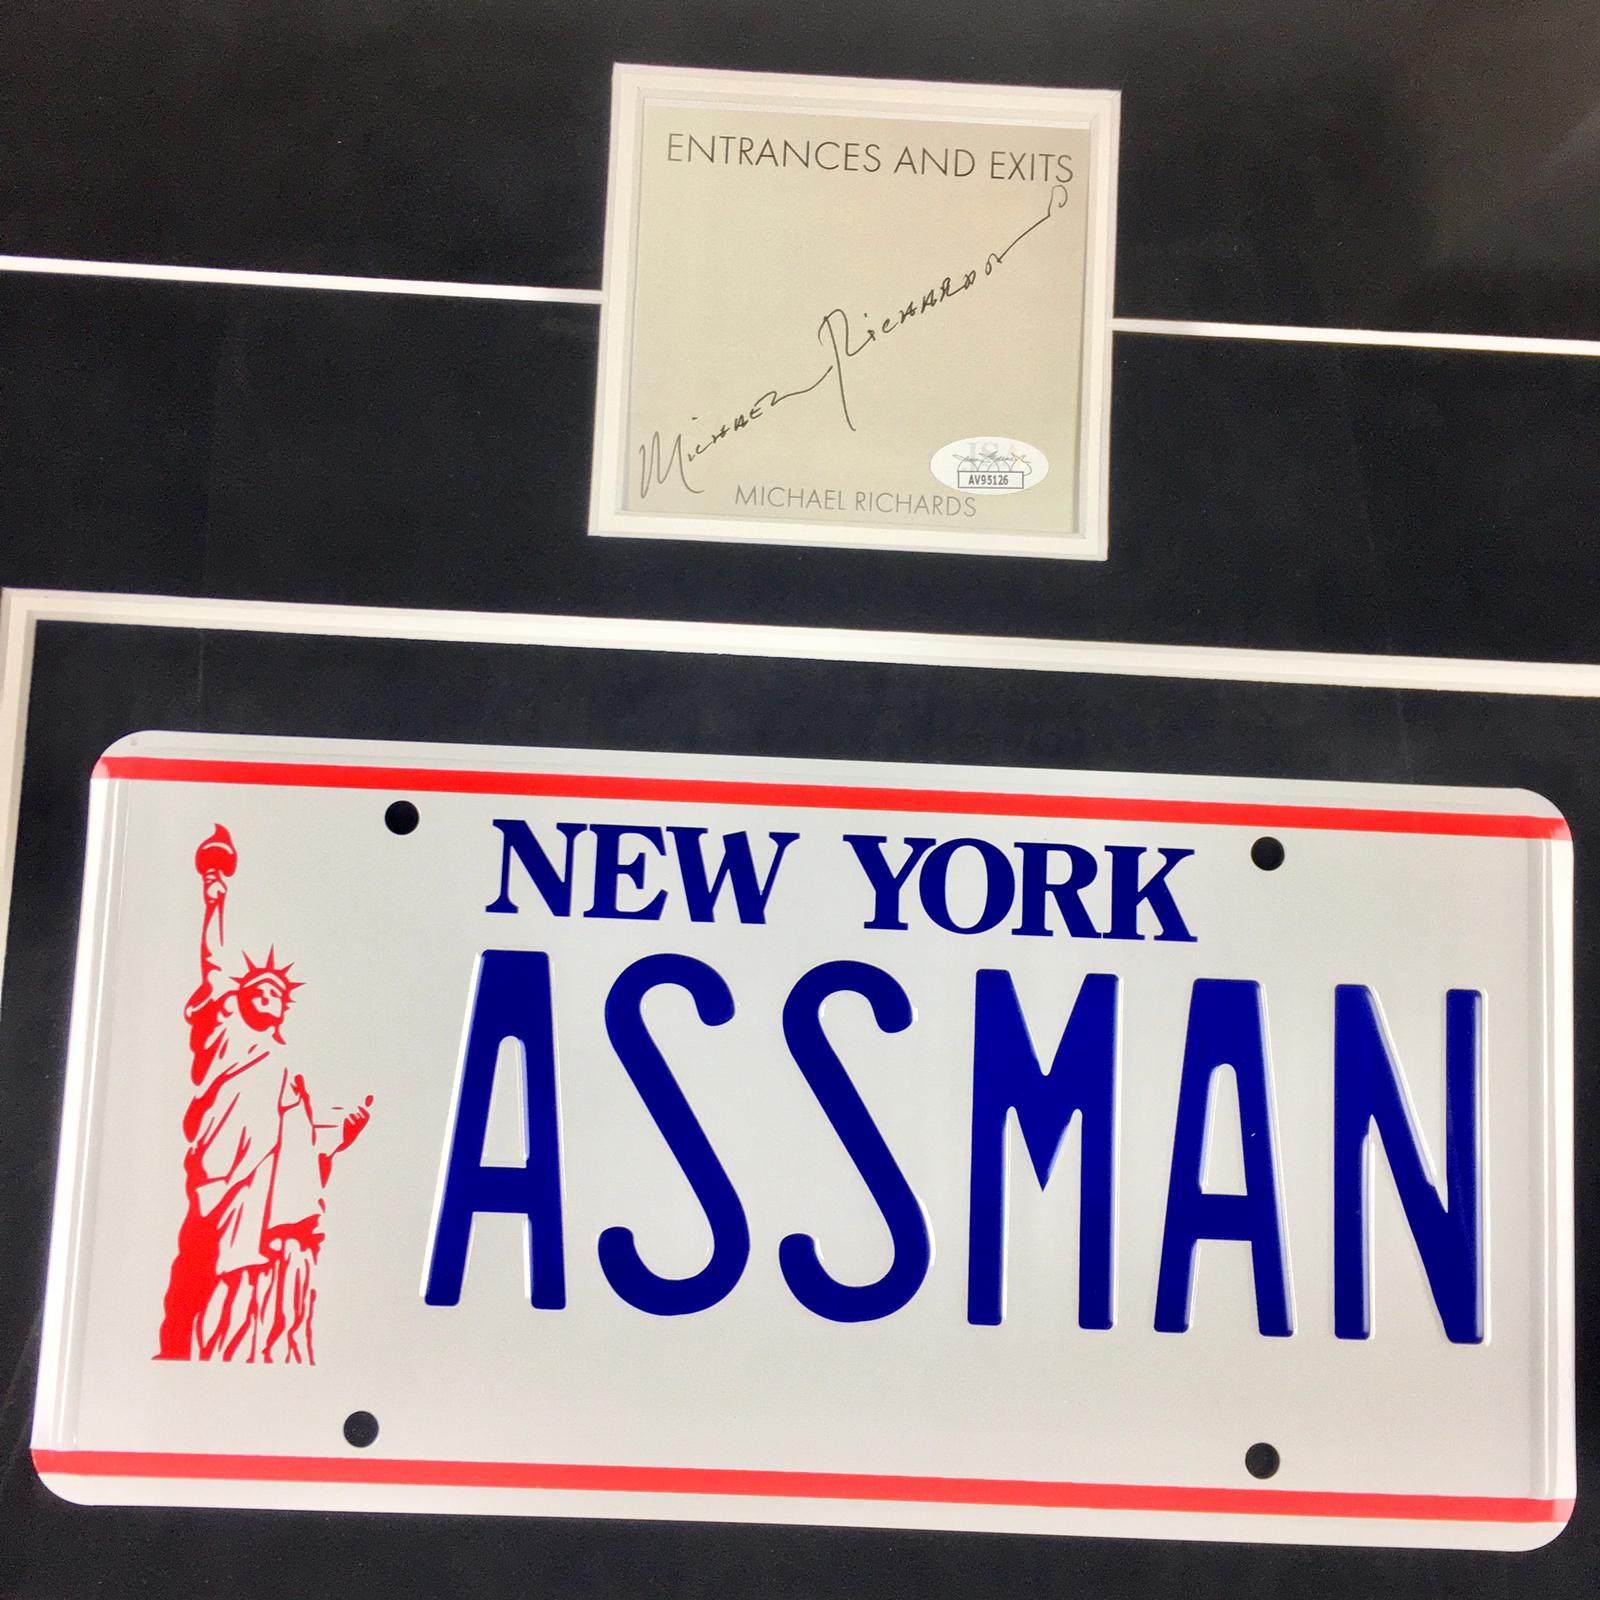 ENTRANCES AND EXITS
Michael Richards
AV95126
MICHAEL RICHARDS
NEW YORK
ASSMAN